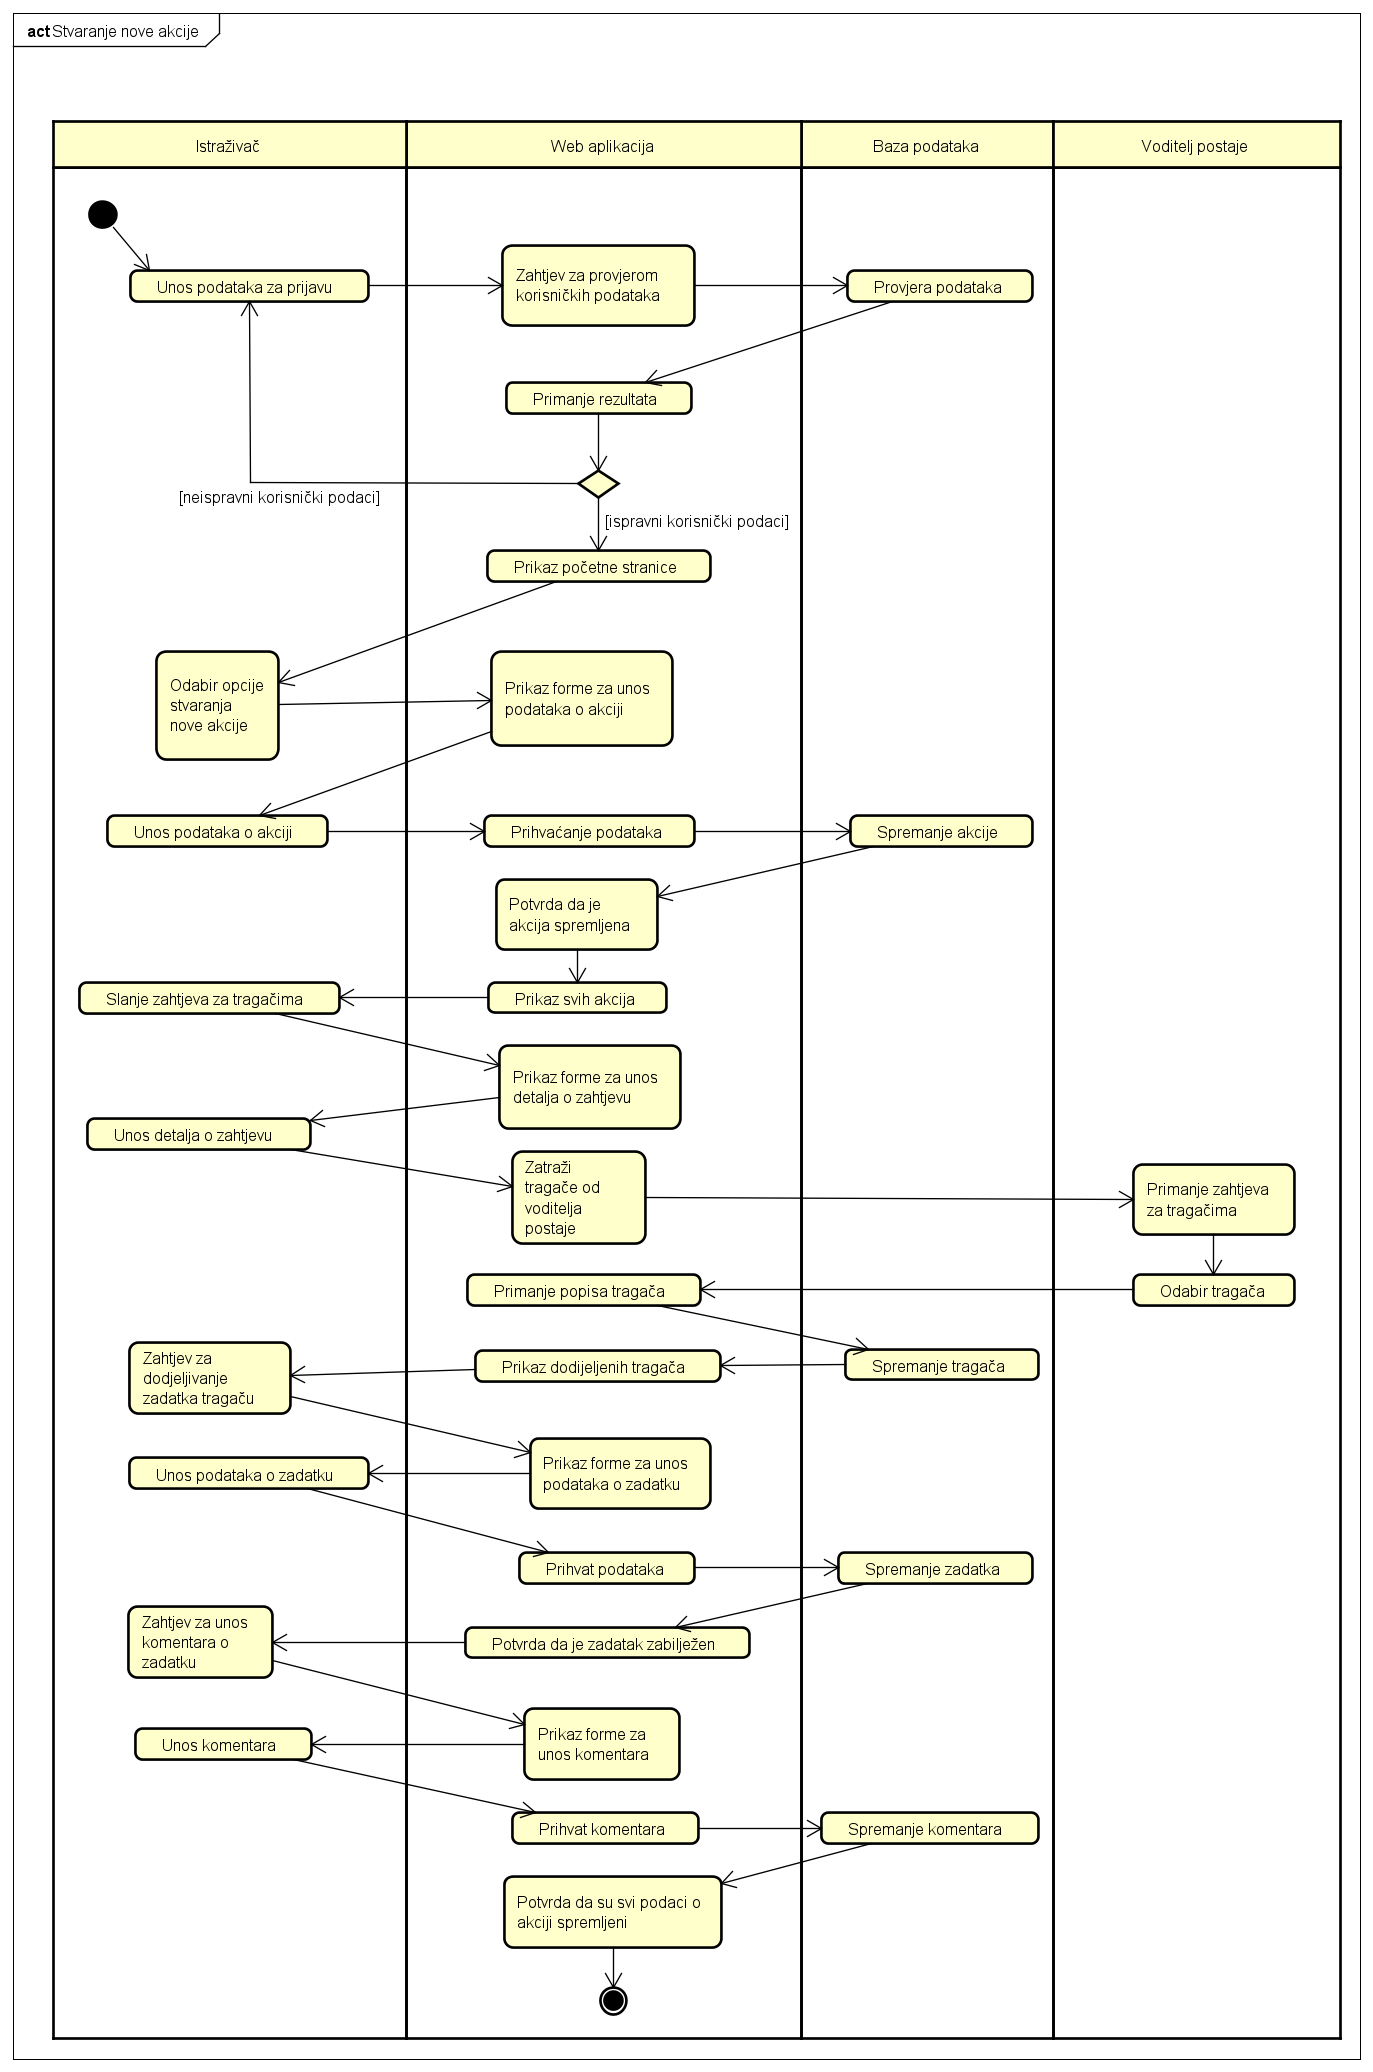 act Stvaranje nove akcije
Istraživač
Web aplikacija
Baza podataka
Voditelj postaje
Unos podataka za prijavu
Zahtjev za provjerom
korisničkih podataka
Provjera podataka
Primanje rezultata
[neispravni korisnički podaci]
[ispravni korisnički podaci]
Prikaz početne stranice
Odabir opcije
stvaranja
nove akcije
Prikaz forme za unos
podataka o akciji
Unos podataka o akciji
Prihvaćanje podataka
Spremanje akcije
Potvrda da je
akcija spremljena
Slanje zahtjeva za tragačima
Prikaz svih akcija
Prikaz forme za unos
detalja o zahtjevu
Unos detalja o zahtjevu
Zatraži
tragače od
voditelja
postaje
Primanje zahtjeva
za tragačima
Primanje popisa tragača
Odabir tragača
Zahtjev za
dodjeljivanje
zadatka tragaču
Prikaz dodijeljenih tragača
Spremanje tragača
Prikaz forme za unos
podataka o zadatku
Unos podataka o zadatku
Prihvat podataka
Spremanje zadatka
Zahtjev za unos
komentara o
zadatku
Potvrda da je zadatak zabilježen
Prikaz forme za
unos komentara
Unos komentara
Prihvat komentara
Spremanje komentara
Potvrda da su svi podaci o
akciji spremljeni